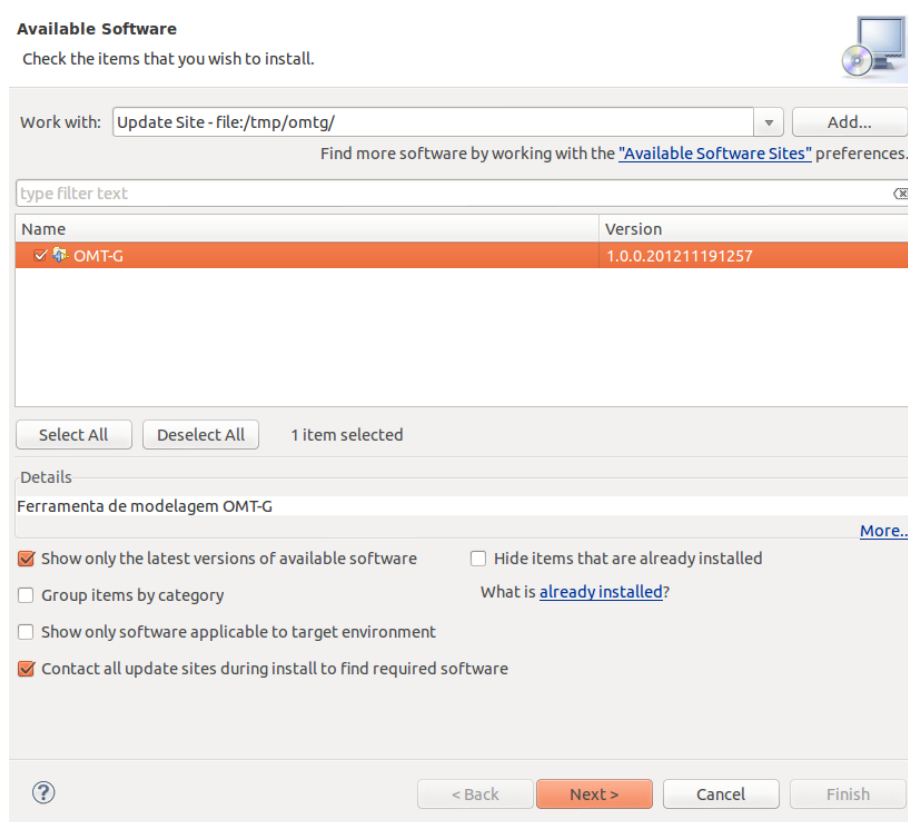 Available Software
Check the items that you wish to install.
Work with: Update Site - file:/tmp/omtg/ Add...
Find more software by working with the "Available Software Sites" preferences.
type filter text
Name Version
OMT-G 1.0.0.201211191257
Select All Deselect All 1 item selected
Details
Ferramenta de modelagem OMT-G
More..
Show only the latest versions of available software Hide items that are already installed
Group items by category What is already installed?
Show only software applicable to target environment
Contact all update sites during install to find required software
? < Back Next > Cancel Finish